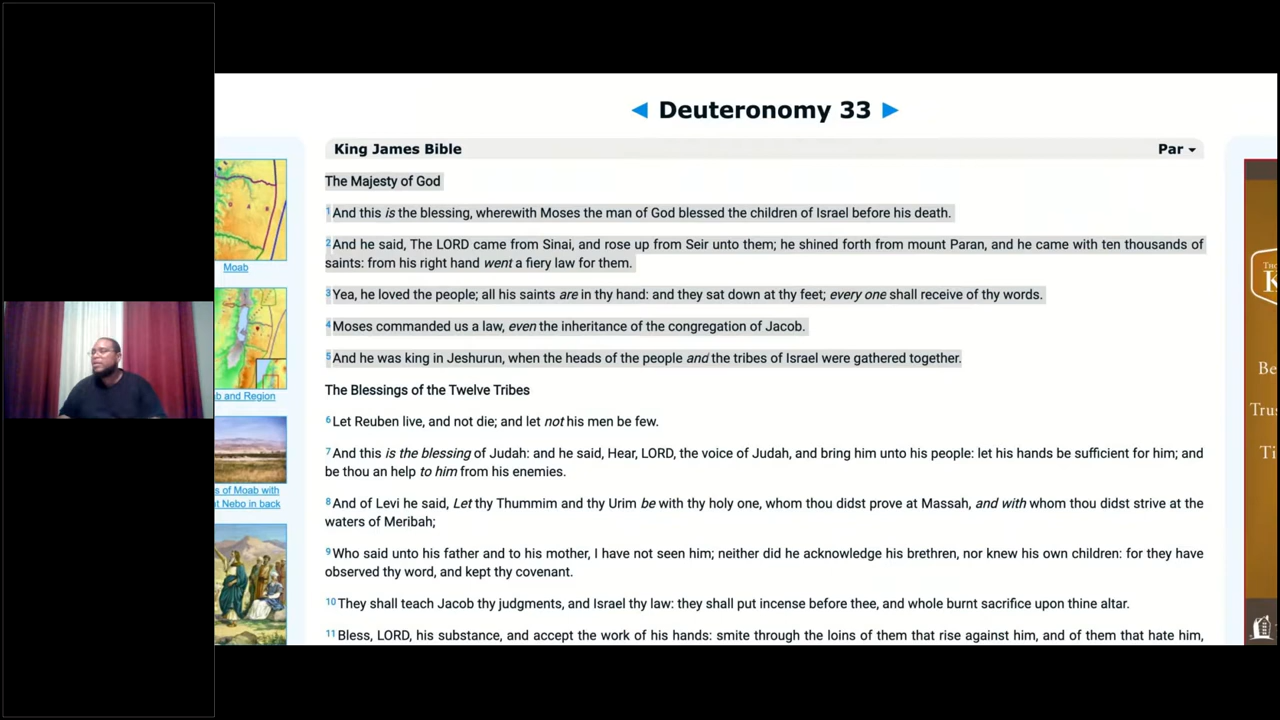 ◄ Deuteronomy 33 ►
King James Bible
Par
The Majesty of God
1 And this is the blessing, wherewith Moses the man of God blessed the children of Israel before his death.
2 And he said, The LORD came from Sinai, and rose up from Seir unto them; he shined forth from mount Paran, and he came with ten thousands of
saints: from his right hand went a fiery law for them.
3 Yea, he loved the people; all his saints are in thy hand: and they sat down at thy feet; every one shall receive of thy words.
4 Moses commanded us a law, even the inheritance of the congregation of Jacob.
5 And he was king in Jeshurun, when the heads of the people and the tribes of Israel were gathered together.
The Blessings of the Twelve Tribes
6 Let Reuben live, and not die; and let not his men be few.
7 And this is the blessing of Judah: and he said, Hear, LORD, the voice of Judah, and bring him unto his people: let his hands be sufficient for him; and
be thou an help to him from his enemies.
8 And of Levi he said, Let thy Thummim and thy Urim be with thy holy one, whom thou didst prove at Massah, and with whom thou didst strive at the
waters of Meribah;
9 Who said unto his father and to his mother, I have not seen him; neither did he acknowledge his brethren, nor knew his own children: for they have
observed thy word, and kept thy covenant.
10 They shall teach Jacob thy judgments, and Israel thy law: they shall put incense before thee, and whole burnt sacrifice upon thine altar.
11 Bless, LORD, his substance, and accept the work of his hands: smite through the loins of them that rise against him, and of them that hate him,
Moab
b and Region
s of Moab with
t Nebo in back
K
Be
Trus
Ti